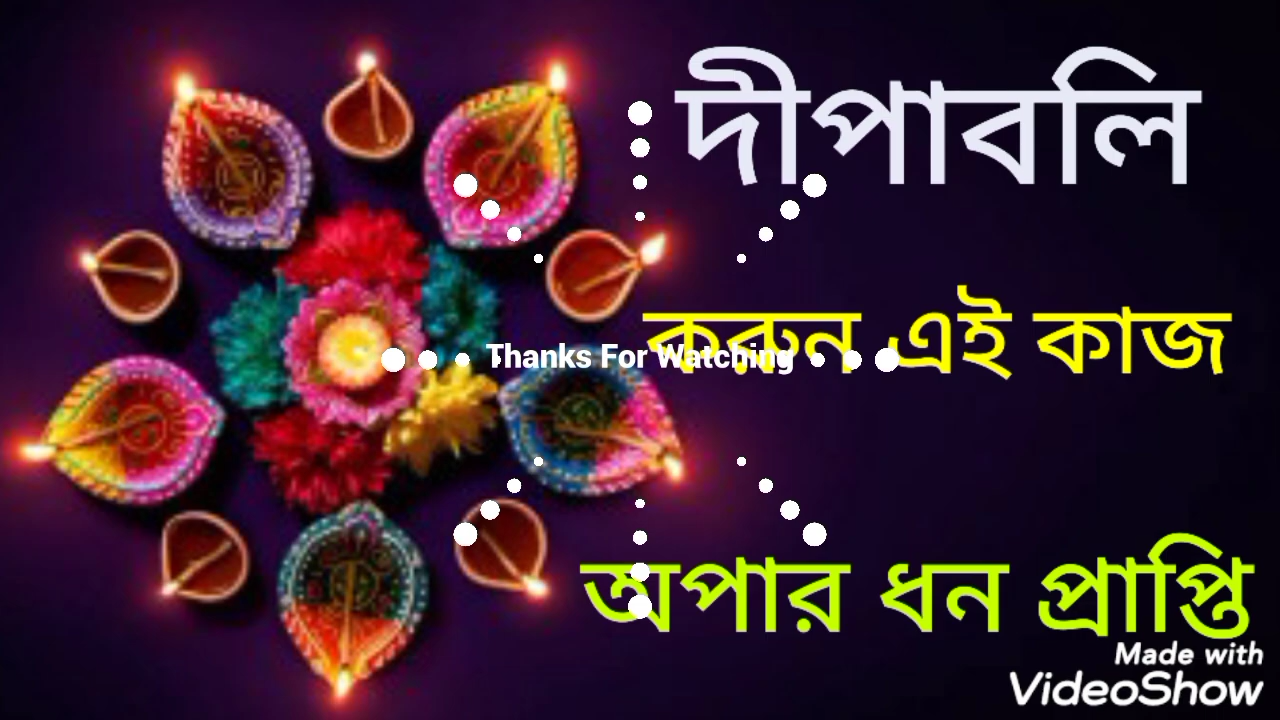 দীপাবলি
করুন এই কাজ
Thanks For Watching
অপার ধন প্রাপ্তি
Made with
VideoShow